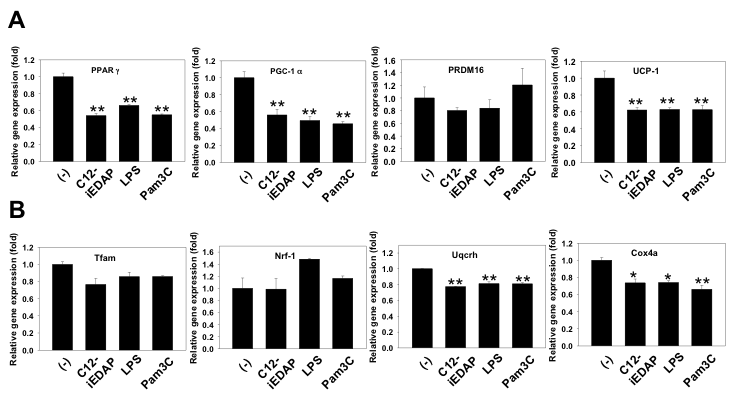 A
PPAR γ
Relative gene expression (fold)
1.2
1.0
0.8
0.6
0.4
0.2
0.0
** ** **
(-) C12-iEDAP LPS Pam3C
PGC-1 α
Relative gene expression (fold)
1.2
1.0
0.8
0.6
0.4
0.2
0.0
** ** **
(-) C12-iEDAP LPS Pam3C
PRDM16
Relative gene expression (fold)
1.6
1.4
1.2
1.0
0.8
0.6
0.4
0.2
0.0
(-) C12-iEDAP LPS Pam3C
UCP-1
Relative gene expression (fold)
1.2
1.0
0.8
0.6
0.4
0.2
0.0
** ** **
(-) C12-iEDAP LPS Pam3C
B
Tfam
Relative gene expression (fold)
1.2
1.0
0.8
0.6
0.4
0.2
0.0
(-) C12-iEDAP LPS Pam3C
Nrf-1
Relative gene expression (fold)
1.6
1.4
1.2
1.0
0.8
0.6
0.4
0.2
0.0
(-) C12-iEDAP LPS Pam3C
Uqcrh
Relative gene expression (fold)
1.2
1.0
0.8
0.6
0.4
0.2
0.0
** ** **
(-) C12-iEDAP LPS Pam3C
Cox4a
Relative gene expression (fold)
1.2
1.0
0.8
0.6
0.4
0.2
0.0
* * **
(-) C12-iEDAP LPS Pam3C